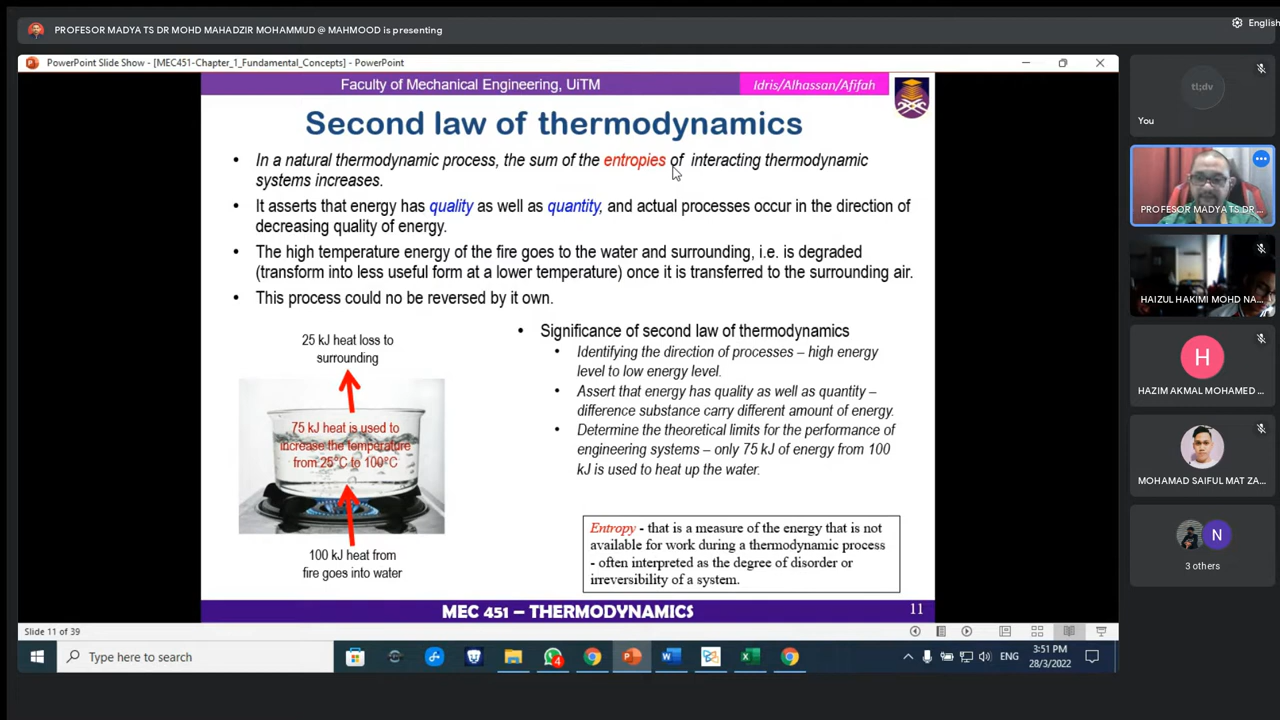 PROFESOR MADYA TS DR MOHD MAHADZIR MOHAMMUD @ MAHMOOD is presenting
English
PowerPoint Slide Show - [MEC451-Chapter_1_Fundamental_Concepts] - PowerPoint
Faculty of Mechanical Engineering, UiTM
Idris/Alhassan/Afifah
Second law of thermodynamics
• In a natural thermodynamic process, the sum of the entropies of interacting thermodynamic
systems increases.
• It asserts that energy has quality as well as quantity, and actual processes occur in the direction of
decreasing quality of energy.
• The high temperature energy of the fire goes to the water and surrounding, i.e. is degraded
(transform into less useful form at a lower temperature) once it is transferred to the surrounding air.
• This process could no be reversed by it own.
25 kJ heat loss to
surrounding
75 kJ heat is used to
increase the temperature
from 25°C to 100°C
100 kJ heat from
fire goes into water
• Significance of second law of thermodynamics
• Identifying the direction of processes – high energy
level to low energy level.
• Assert that energy has quality as well as quantity –
difference substance carry different amount of energy.
• Determine the theoretical limits for the performance of
engineering systems – only 75 kJ of energy from 100
kJ is used to heat up the water.
Entropy - that is a measure of the energy that is not
available for work during a thermodynamic process
- often interpreted as the degree of disorder or
irreversibility of a system.
MEC 451 – THERMODYNAMICS
11
Slide 11 of 39
Type here to search
4
ENG
3:51 PM
28/3/2022
tl;dv
You
PROFESOR MADYA TS DR ...
HAIZUL HAKIMI MOHD NA...
H
HAZIM AKMAL MOHAMED ...
MOHAMAD SAIFUL MAT ZA...
N
3 others